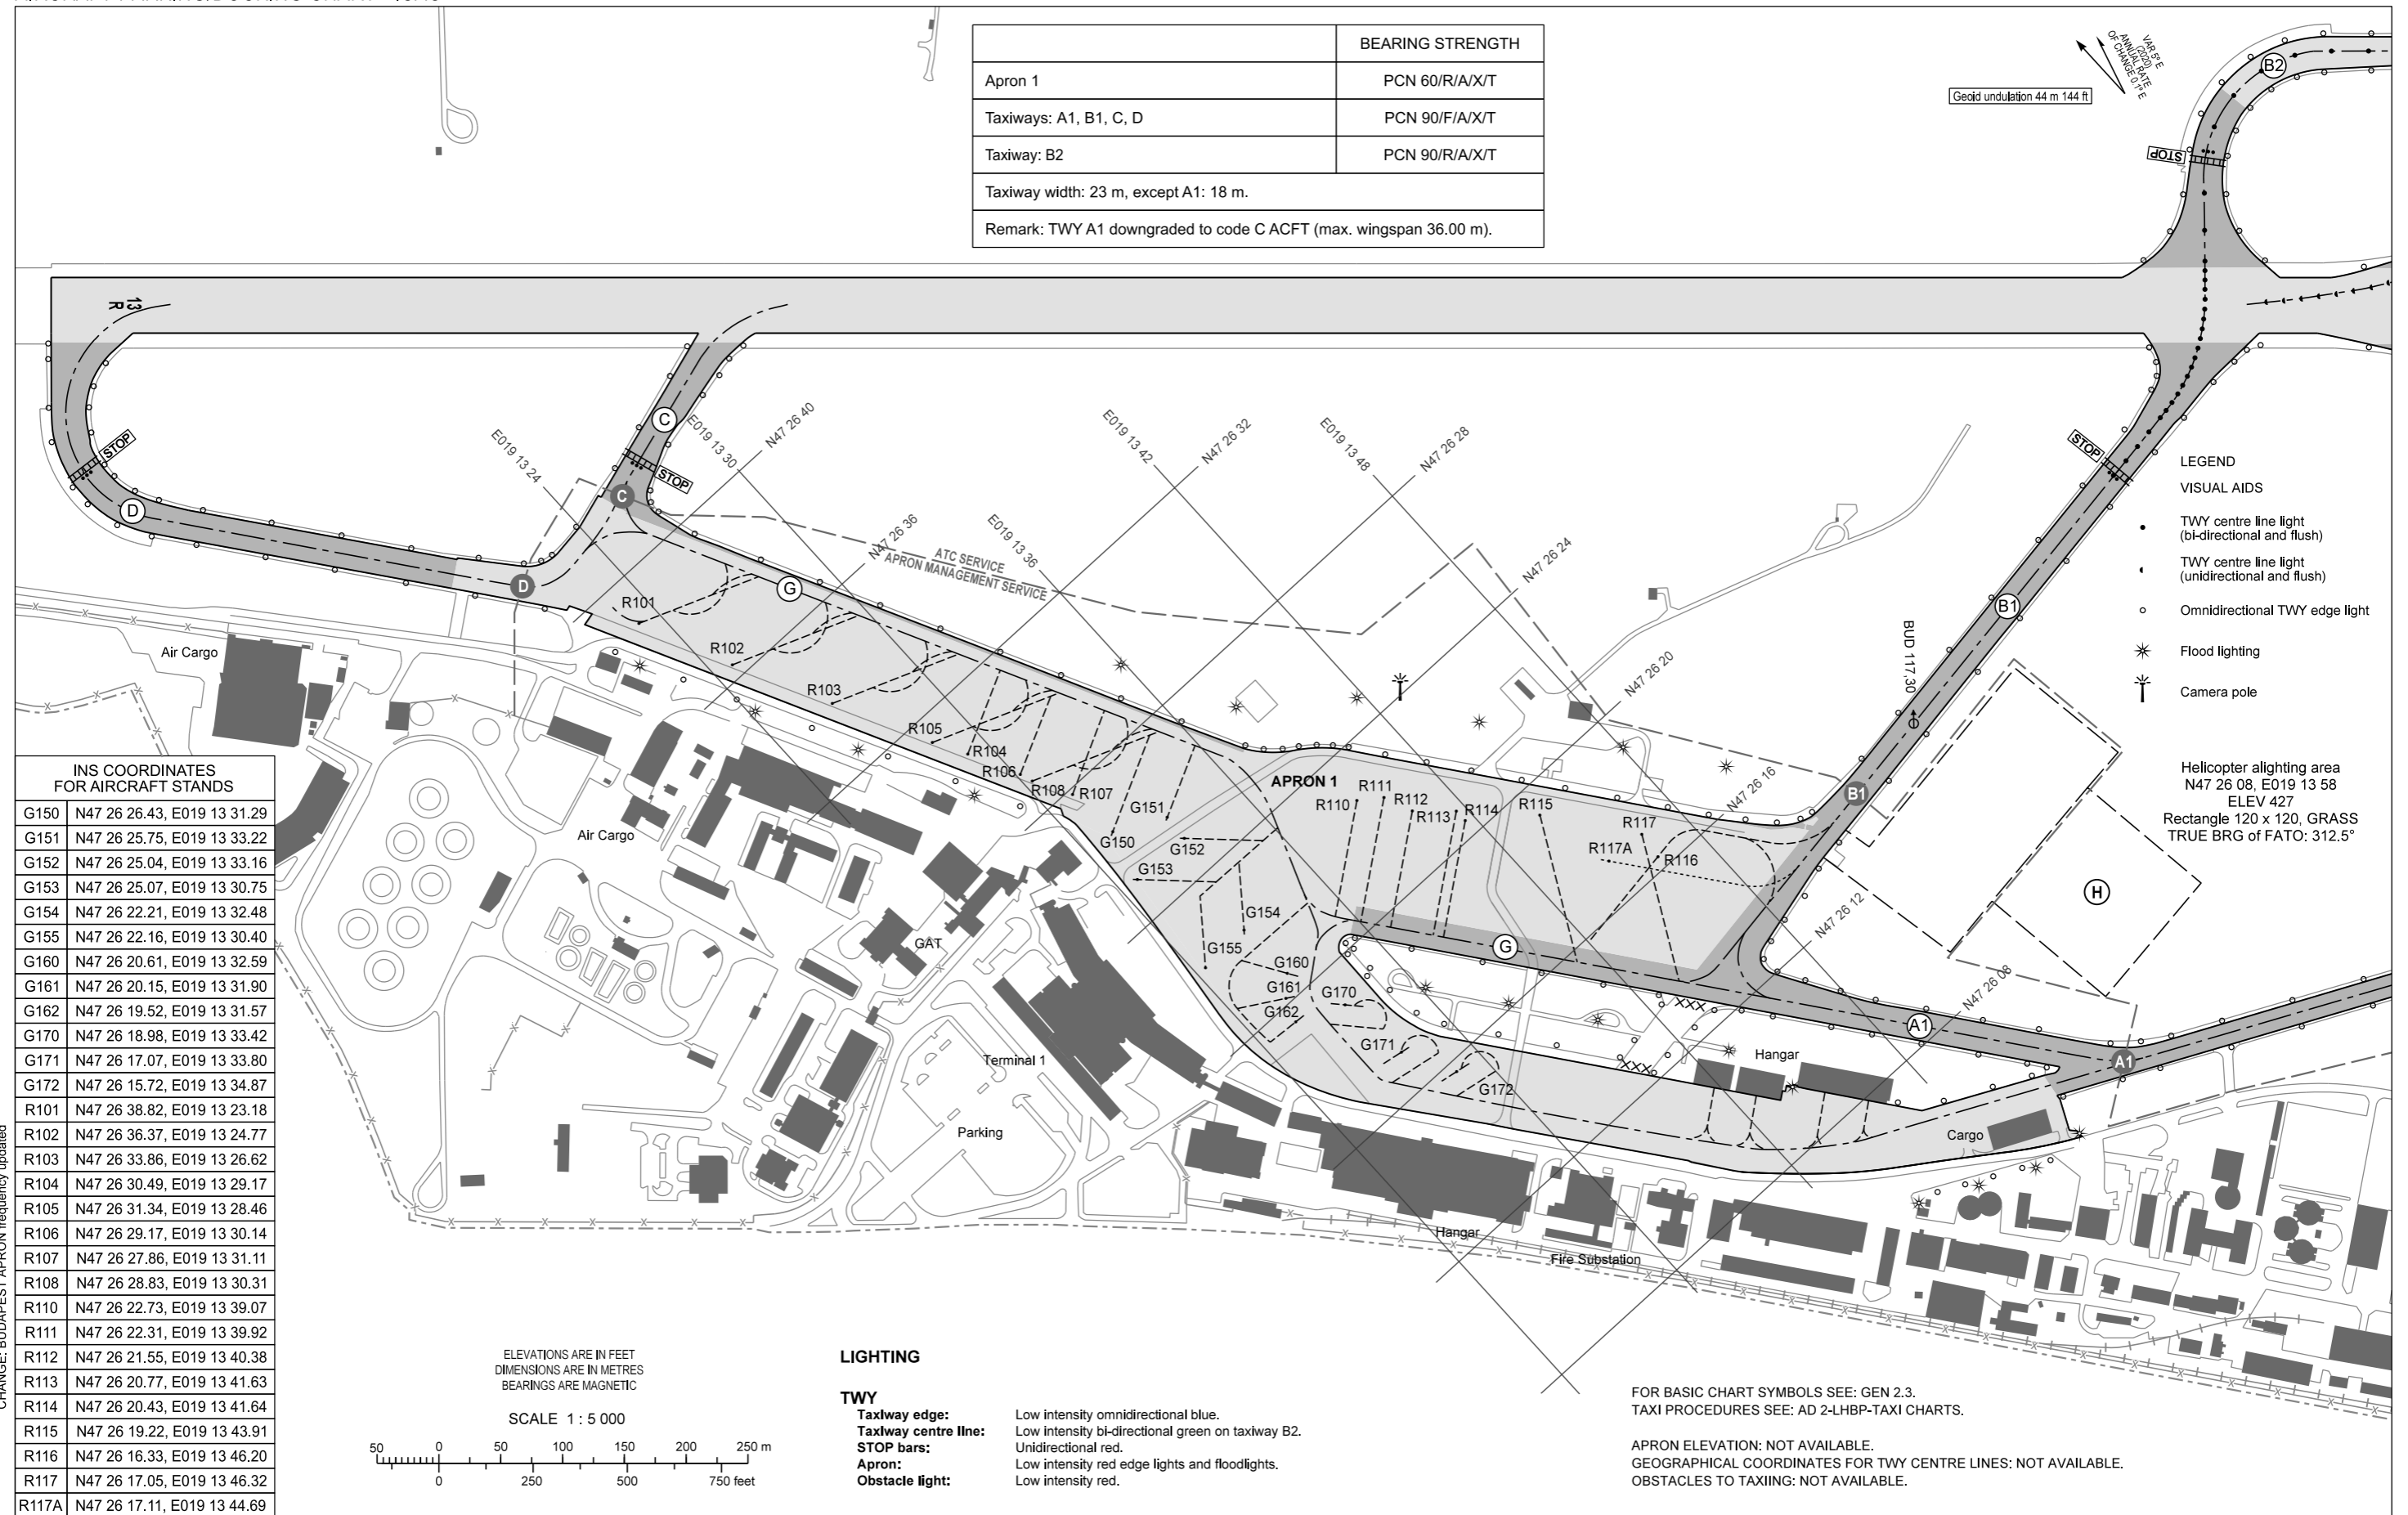 BEARING STRENGTH
Apron 1 PCN 60/R/A/X/T
Taxiways: A1, B1, C, D PCN 90/F/A/X/T
Taxiway: B2 PCN 90/R/A/X/T
Taxiway width: 23 m, except A1: 18 m.
Remark: TWY A1 downgraded to code C ACFT (max. wingspan 36.00 m).
VAR 5° E
(2020)
ANNUAL RATE
OF CHANGE 0.1° E
Geoid undulation 44 m 144 ft
B2
STOP
13
R
C
E019 13 24
E019 13 30
N47 26 40
E019 13 42
N47 26 32
E019 13 48
N47 26 28
STOP
STOP
STOP
D
C
D
N47 26 36
E019 13 36
N47 26 24
ATC SERVICE
APRON MANAGEMENT SERVICE
G
B1
BUD 117,30
N47 26 20
R101
R102
R103
R105
R104
R106
R108
R107
G151
G150
G152
G153
G154
G155
G160
G161
G162
G170
G171
G172
APRON 1
R110
R111
R112
R113
R114
R115
R117
R117A
R116
N47 26 16
B1
N47 26 12
N47 26 08
G
A1
A1
H
Air Cargo
Air Cargo
GAT
Terminal 1
Parking
Hangar
Cargo
Hangar
Fire Substation
LEGEND
VISUAL AIDS
TWY centre line light
(bi-directional and flush)
TWY centre line light
(unidirectional and flush)
Omnidirectional TWY edge light
Flood lighting
Camera pole
Helicopter alighting area
N47 26 08, E019 13 58
ELEV 427
Rectangle 120 x 120, GRASS
TRUE BRG of FATO: 312.5°
INS COORDINATES
FOR AIRCRAFT STANDS
G150 N47 26 26.43, E019 13 31.29
G151 N47 26 25.75, E019 13 33.22
G152 N47 26 25.04, E019 13 33.16
G153 N47 26 25.07, E019 13 30.75
G154 N47 26 22.21, E019 13 32.48
G155 N47 26 22.16, E019 13 30.40
G160 N47 26 20.61, E019 13 32.59
G161 N47 26 20.15, E019 13 31.90
G162 N47 26 19.52, E019 13 31.57
G170 N47 26 18.98, E019 13 33.42
G171 N47 26 17.07, E019 13 33.80
G172 N47 26 15.72, E019 13 34.87
R101 N47 26 38.82, E019 13 23.18
R102 N47 26 36.37, E019 13 24.77
R103 N47 26 33.86, E019 13 26.62
R104 N47 26 30.49, E019 13 29.17
R105 N47 26 31.34, E019 13 28.46
R106 N47 26 29.17, E019 13 30.14
R107 N47 26 27.86, E019 13 31.11
R108 N47 26 28.83, E019 13 30.31
R110 N47 26 22.73, E019 13 39.07
R111 N47 26 22.31, E019 13 39.92
R112 N47 26 21.55, E019 13 40.38
R113 N47 26 20.77, E019 13 41.63
R114 N47 26 20.43, E019 13 41.64
R115 N47 26 19.22, E019 13 43.91
R116 N47 26 16.33, E019 13 46.20
R117 N47 26 17.05, E019 13 46.32
R117A N47 26 17.11, E019 13 44.69
CHANGE: BUDAPEST APRON frequency updated
ELEVATIONS ARE IN FEET
DIMENSIONS ARE IN METRES
BEARINGS ARE MAGNETIC
SCALE 1 : 5 000
50 0 50 100 150 200 250 m
0 250 500 750 feet
LIGHTING
TWY
Taxiway edge: Low intensity omnidirectional blue.
Taxiway centre line: Low intensity bi-directional green on taxiway B2.
STOP bars: Unidirectional red.
Apron: Low intensity red edge lights and floodlights.
Obstacle light: Low intensity red.
FOR BASIC CHART SYMBOLS SEE: GEN 2.3.
TAXI PROCEDURES SEE: AD 2-LHBP-TAXI CHARTS.
APRON ELEVATION: NOT AVAILABLE.
GEOGRAPHICAL COORDINATES FOR TWY CENTRE LINES: NOT AVAILABLE.
OBSTACLES TO TAXIING: NOT AVAILABLE.